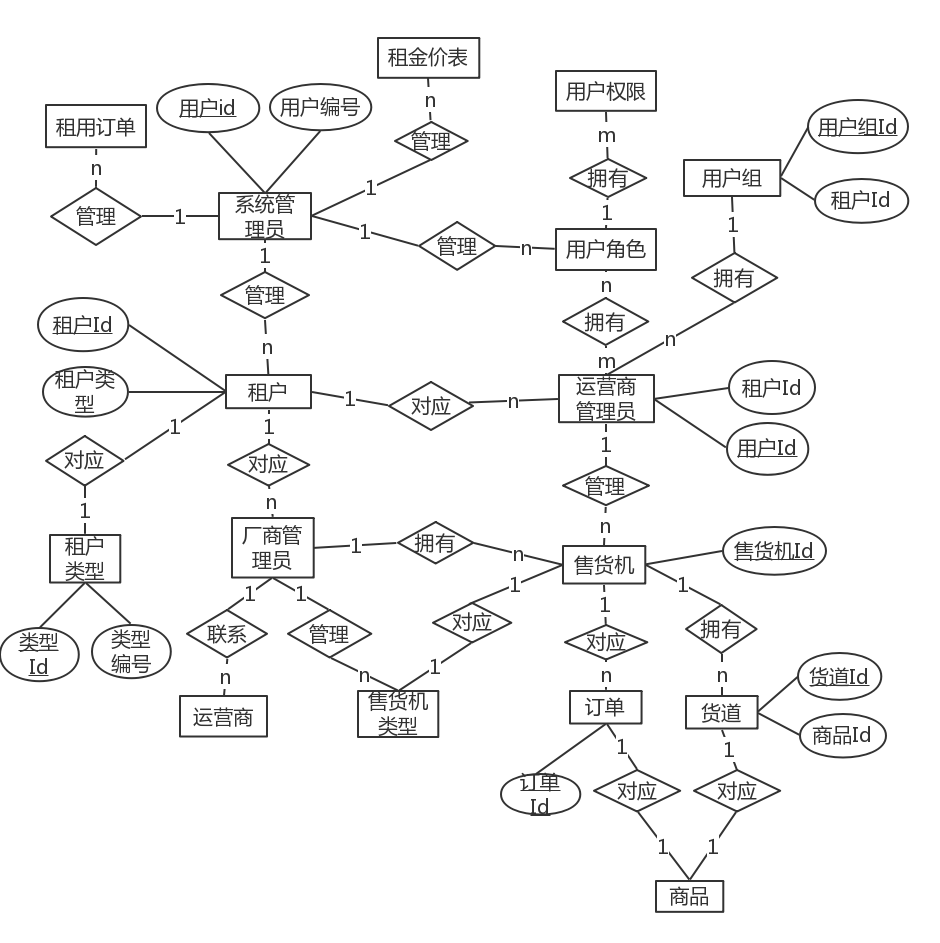 租金价表
用户id
用户编号
用户权限
租用订单
n
m
用户组Id
n
管理
拥有
用户组
租户Id
管理
1
系统管
理员
1
1
管理
n
1
用户角色
1
1
管理
n
拥有
n
租户Id
拥有
n
n
m
租户类
型
租户
1
对应
n
运营商
管理员
租户Id
1
1
1
用户Id
对应
对应
管理
1
n
n
租户
类型
厂商管
理员
1
拥有
n
售货机
售货机Id
类型
Id
类型
编号
1
1
1
1
1
联系
管理
对应
对应
拥有
n
n
1
n
n
货道Id
运营商
售货机
类型
订单
货道
商品Id
1
1
订单
Id
对应
对应
1
1
商品